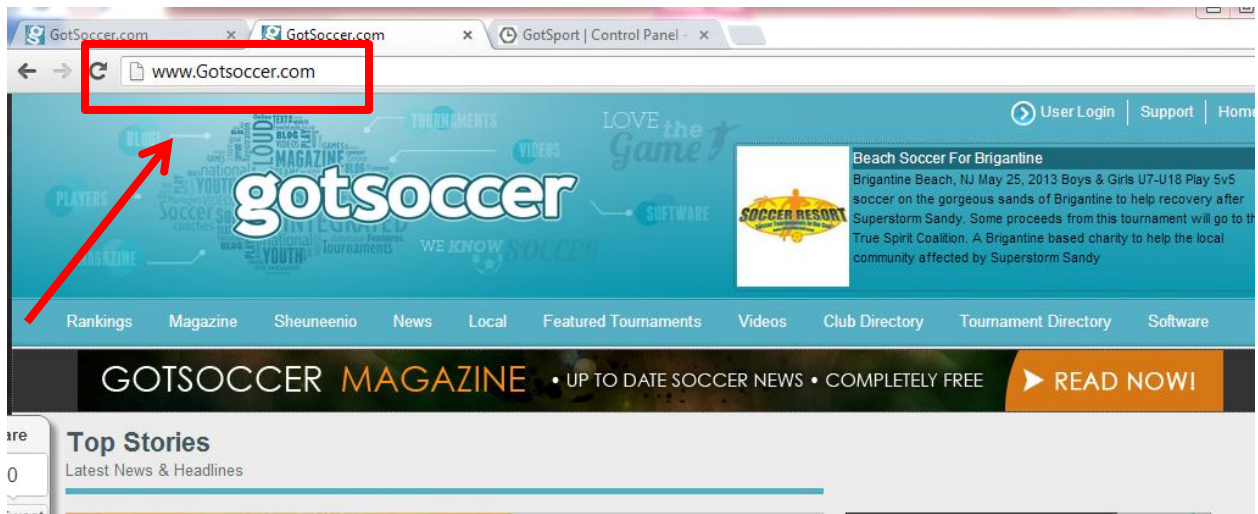 GotSoccer.com
GotSoccer.com
GotSport | Control Panel -
www.Gotsoccer.com
User Login
Support
Home
BLOG
TOURNAMENTS
VIDEOS
PLAYERS
SOFTWARE
MAGAZINE
LOVE the
Game!
gotsoccer
WE KNOW SOCCER
SOCCER RESORT
Beach Soccer For Brigantine
Brigantine Beach, NJ May 25, 2013 Boys & Girls U7-U18 Play 5v5
soccer on the gorgeous sands of Brigantine to help recovery after
Superstorm Sandy. Some proceeds from this tournament will go to th
True Spirit Coalition. A Brigantine based charity to help the local
community affected by Superstorm Sandy
Rankings Magazine Sheuneenio News Local Featured Tournaments Videos Club Directory Tournament Directory Software
GOTSOCCER MAGAZINE • UP TO DATE SOCCER NEWS • COMPLETELY FREE READ NOW!
are
0
Top Stories
Latest News & Headlines